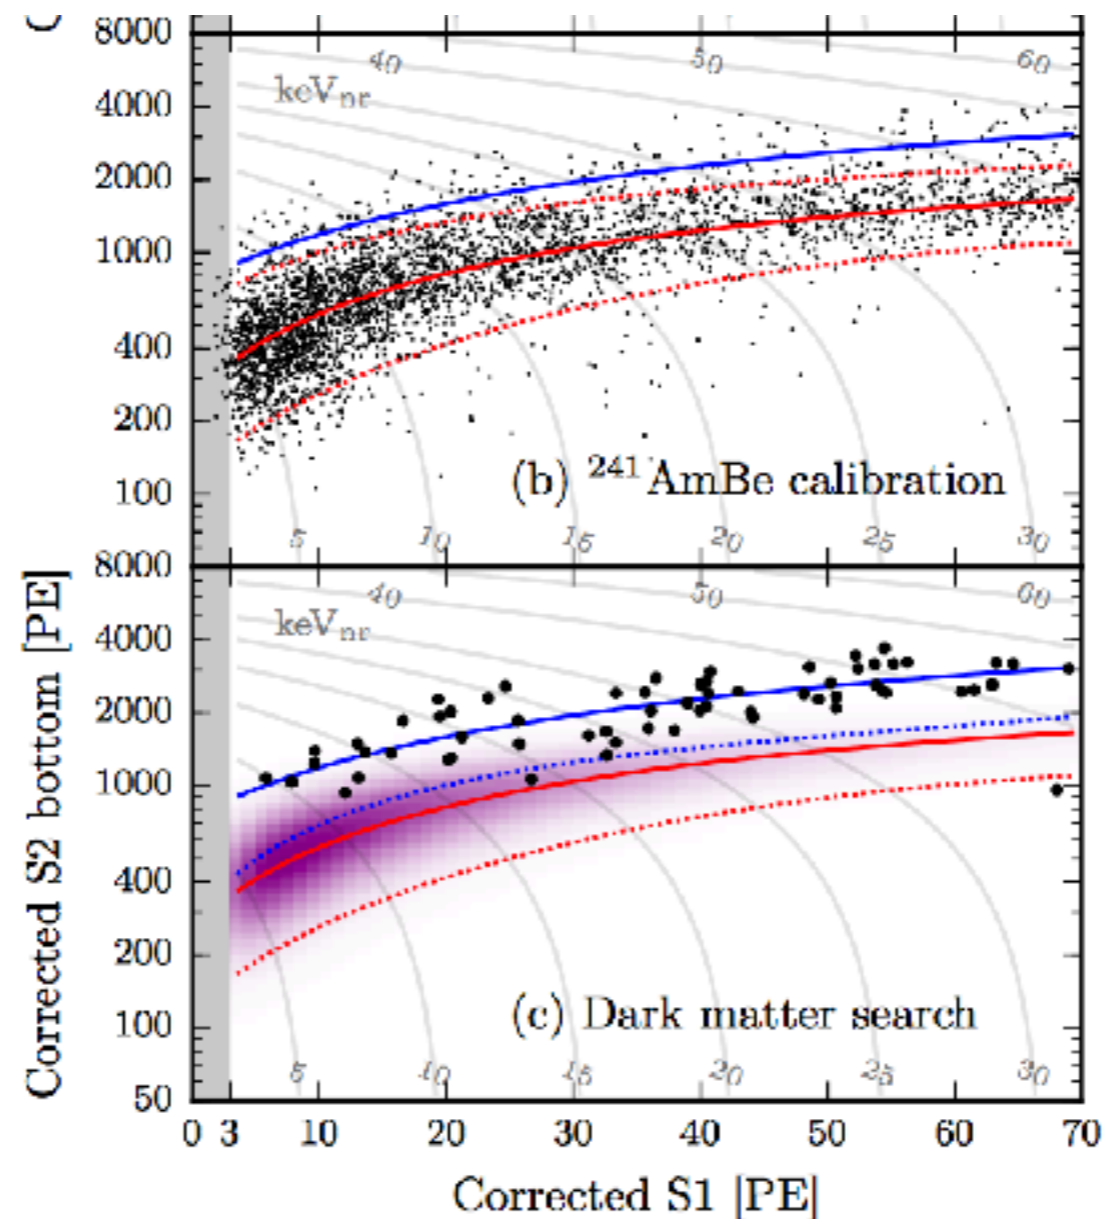 8000
40 50 60
keVnr
4000
2000
1000
400
200
(b) ²⁴¹AmBe calibration
100
5 10 15 20 25 30
8000
40 50 60
keVnr
4000
2000
1000
400
200
(c) Dark matter search
100
5 10 15 20 25 30
50
Corrected S2 bottom [PE]
0 3 10 20 30 40 50 60 70
Corrected S1 [PE]